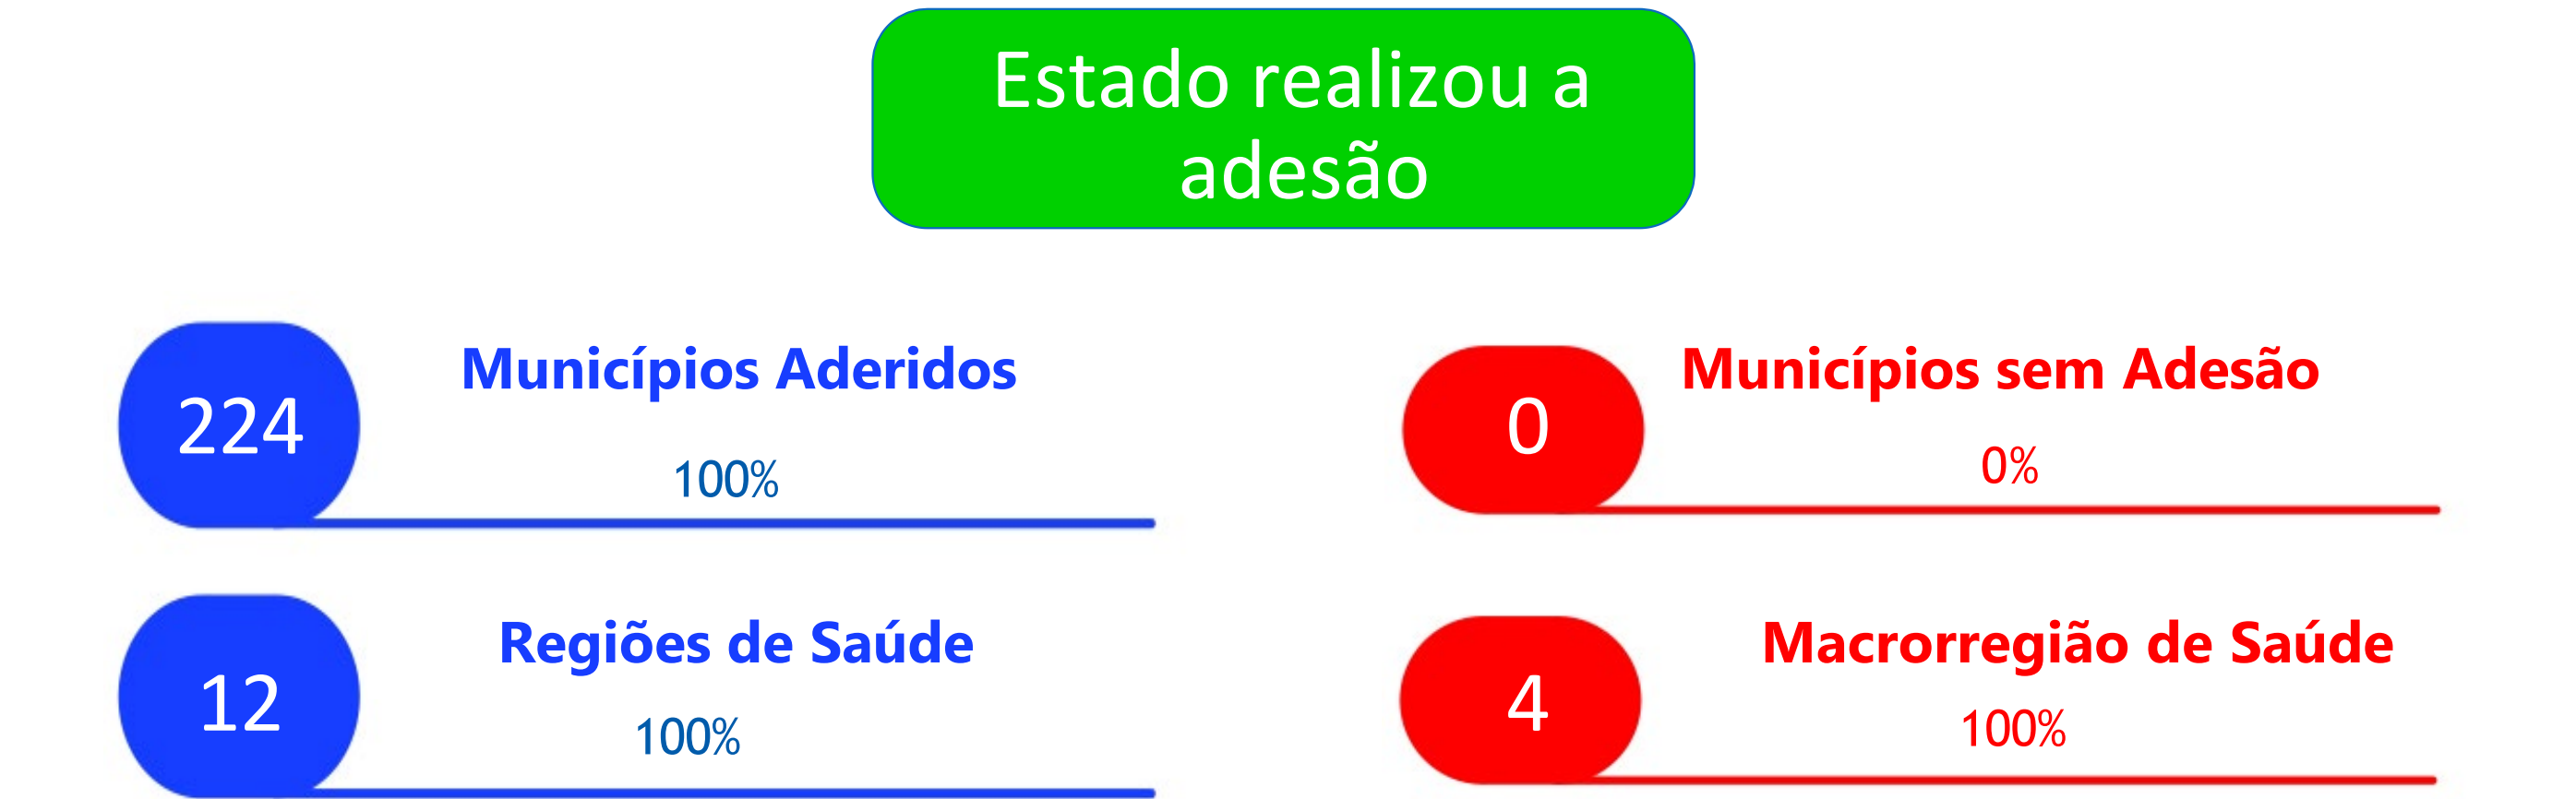 Estado realizou a
adesão
224
Municípios Aderidos
100%
0
Municípios sem Adesão
0%
12
Regiões de Saúde
100%
4
Macrorregião de Saúde
100%